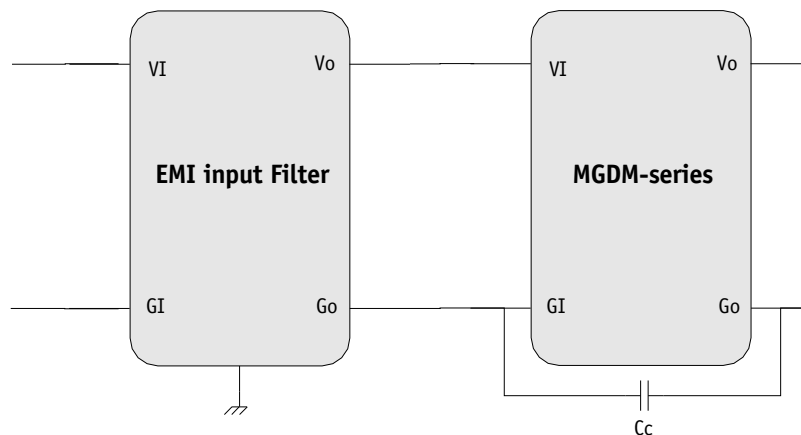 VI
Vo
VI
Vo
EMI input Filter
MGDM-series
GI
Go
GI
Go
Cc